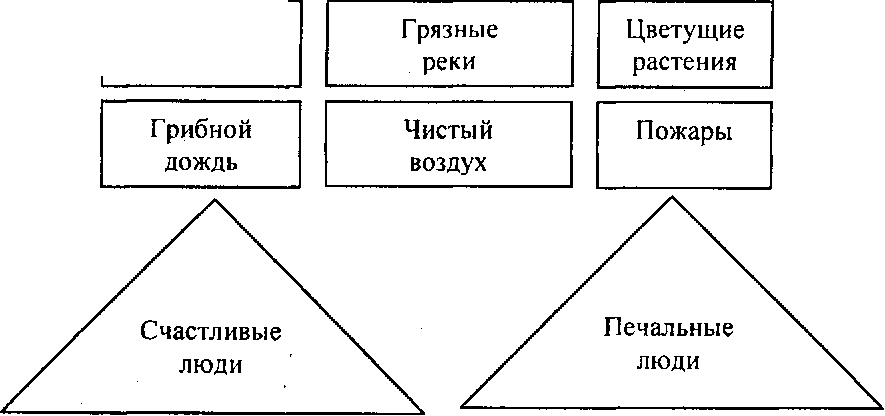 Грязные
реки
Цветущие
растения
Грибной
дождь
Чистый
воздух
Пожары
Счастливые
люди
Печальные
люди